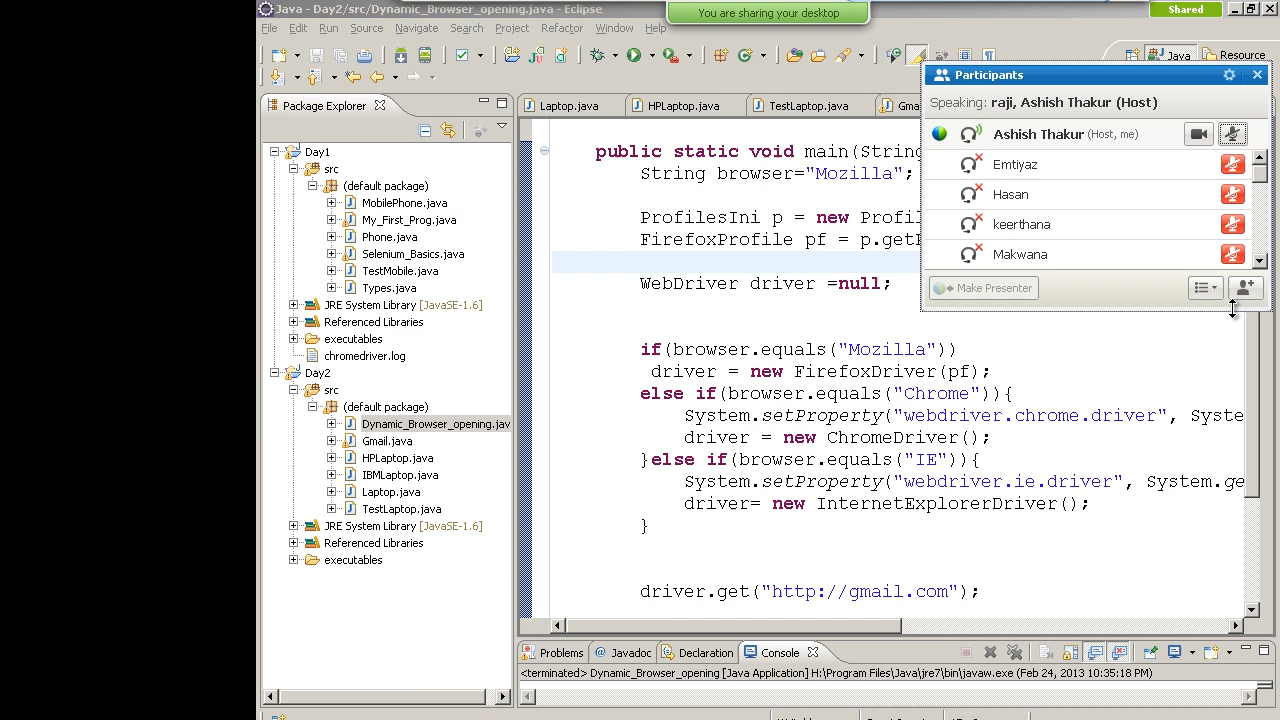 Java - Day2/src/Dynamic_Browser_opening.java - Eclipse
You are sharing your desktop
Shared
File Edit Run Source Navigate Search Project Refactor Window Help
Java Resource
Package Explorer
Laptop.java
HPLaptop.java
TestLaptop.java
Gma
Participants
Speaking: raji, Ashish Thakur (Host)
Ashish Thakur (Host, me)
Emtiyaz
Hasan
keerthana
Makwana
Make Presenter
Day1
src
(default package)
MobilePhone.java
My_First_Prog.java
Phone.java
Selenium_Basics.java
TestMobile.java
Types.java
JRE System Library [JavaSE-1.6]
Referenced Libraries
executables
chromedriver.log
Day2
src
(default package)
Dynamic_Browser_opening.jav
Gmail.java
HPLaptop.java
IBMLaptop.java
Laptop.java
TestLaptop.java
JRE System Library [JavaSE-1.6]
Referenced Libraries
executables
public static void main(String
String browser="Mozilla";
ProfilesIni p = new Profil
FirefoxProfile pf = p.getP
WebDriver driver =null;
if(browser.equals("Mozilla"))
driver = new FirefoxDriver(pf);
else if(browser.equals("Chrome")){
System.setProperty("webdriver.chrome.driver", Syste
driver = new ChromeDriver();
}else if(browser.equals("IE")){
System.setProperty("webdriver.ie.driver", System.ge
driver= new InternetExplorerDriver();
}
driver.get("http://gmail.com");
Problems
Javadoc
Declaration
Console
<terminated> Dynamic_Browser_opening [Java Application] H:\Program Files\Java\jre7\bin\javaw.exe (Feb 24, 2013 10:35:18 PM)